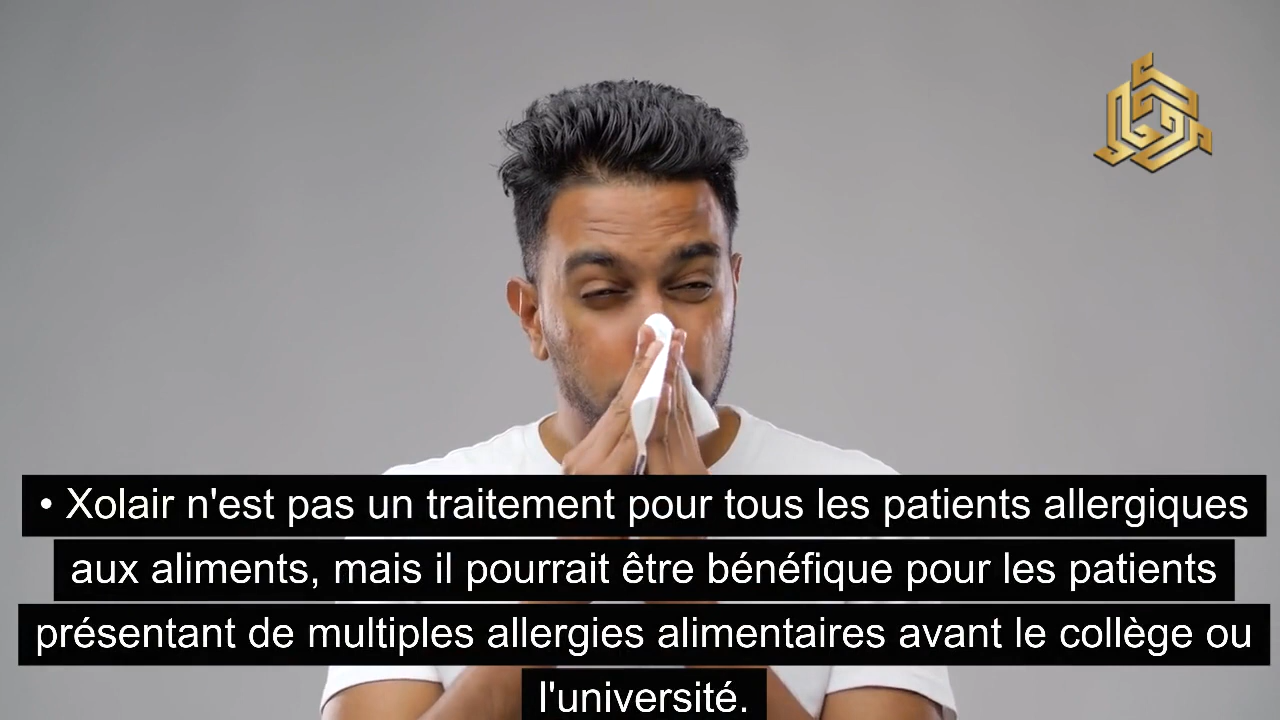 • Xolair n'est pas un traitement pour tous les patients allergiques
aux aliments, mais il pourrait être bénéfique pour les patients
présentant de multiples allergies alimentaires avant le collège ou
l'université.